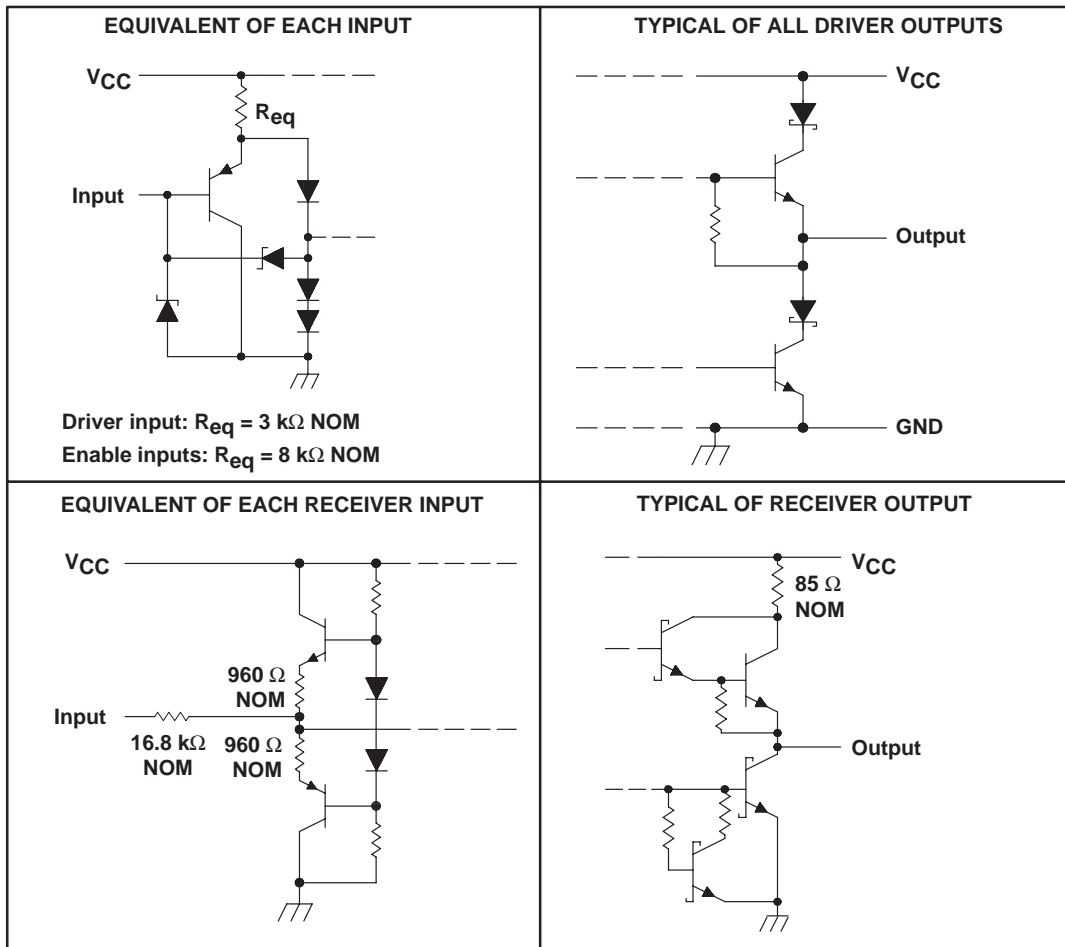 EQUIVALENT OF EACH INPUT
VCC
Req
Input
Driver input: Req = 3 kΩ NOM
Enable inputs: Req = 8 kΩ NOM
TYPICAL OF ALL DRIVER OUTPUTS
VCC
Output
GND
EQUIVALENT OF EACH RECEIVER INPUT
VCC
960 Ω
NOM
Input
16.8 kΩ
NOM
960 Ω
NOM
TYPICAL OF RECEIVER OUTPUT
VCC
85 Ω
NOM
Output